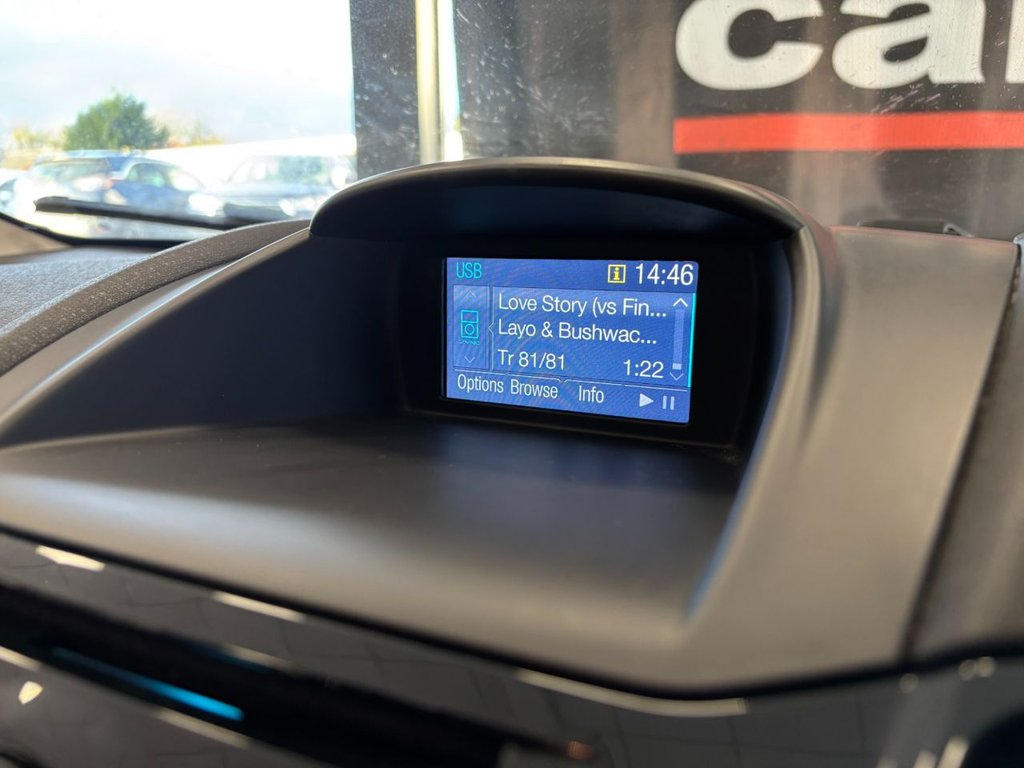 ca
USB 14:46
Love Story (vs Fin...
Layo & Bushwac...
Tr 81/81 1:22
Options Browse Info